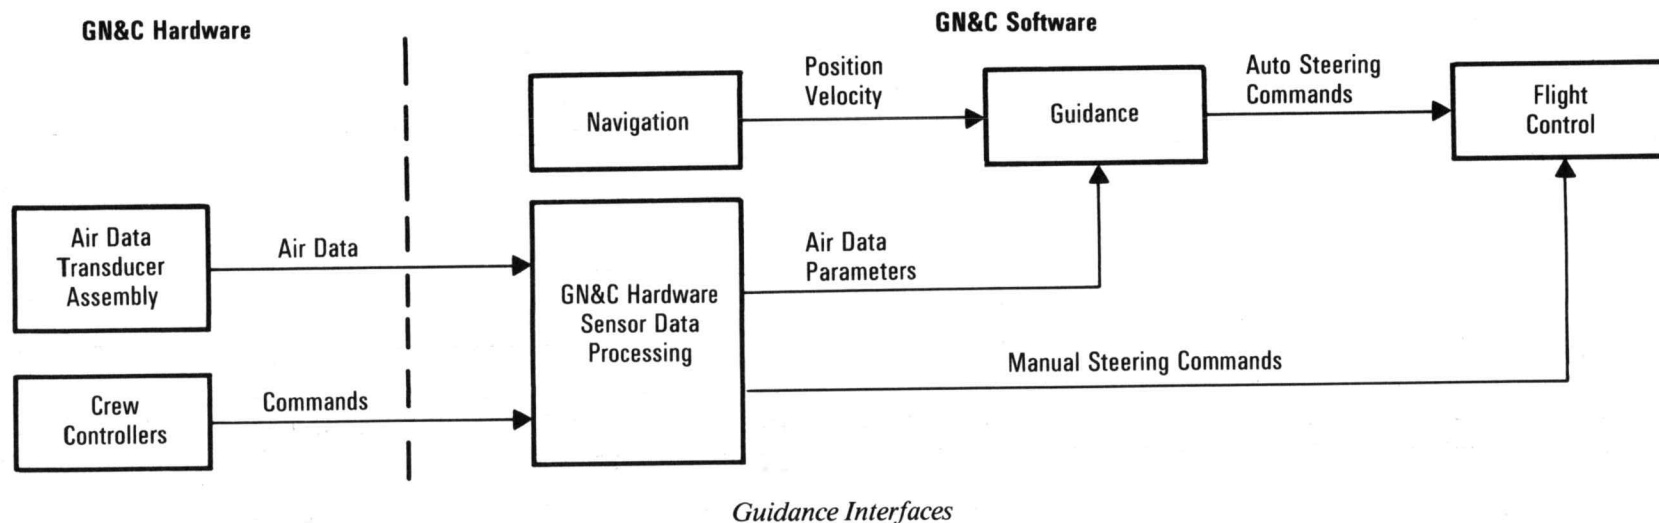 GN&C Hardware
GN&C Software
Navigation
Position
Velocity
Guidance
Auto Steering
Commands
Flight
Control
Air Data
Transducer
Assembly
Air Data
GN&C Hardware
Sensor Data
Processing
Air Data
Parameters
Crew
Controllers
Commands
Manual Steering Commands
Guidance Interfaces